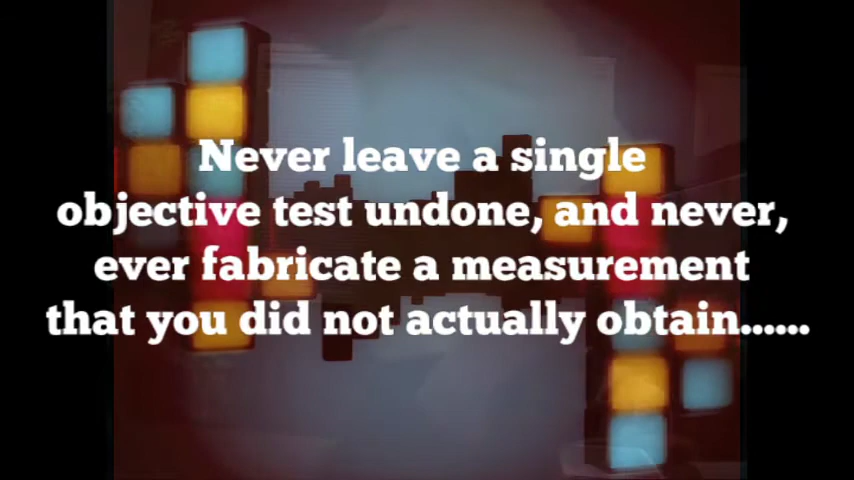 Never leave a single
objective test undone, and never,
ever fabricate a measurement
that you did not actually obtain......